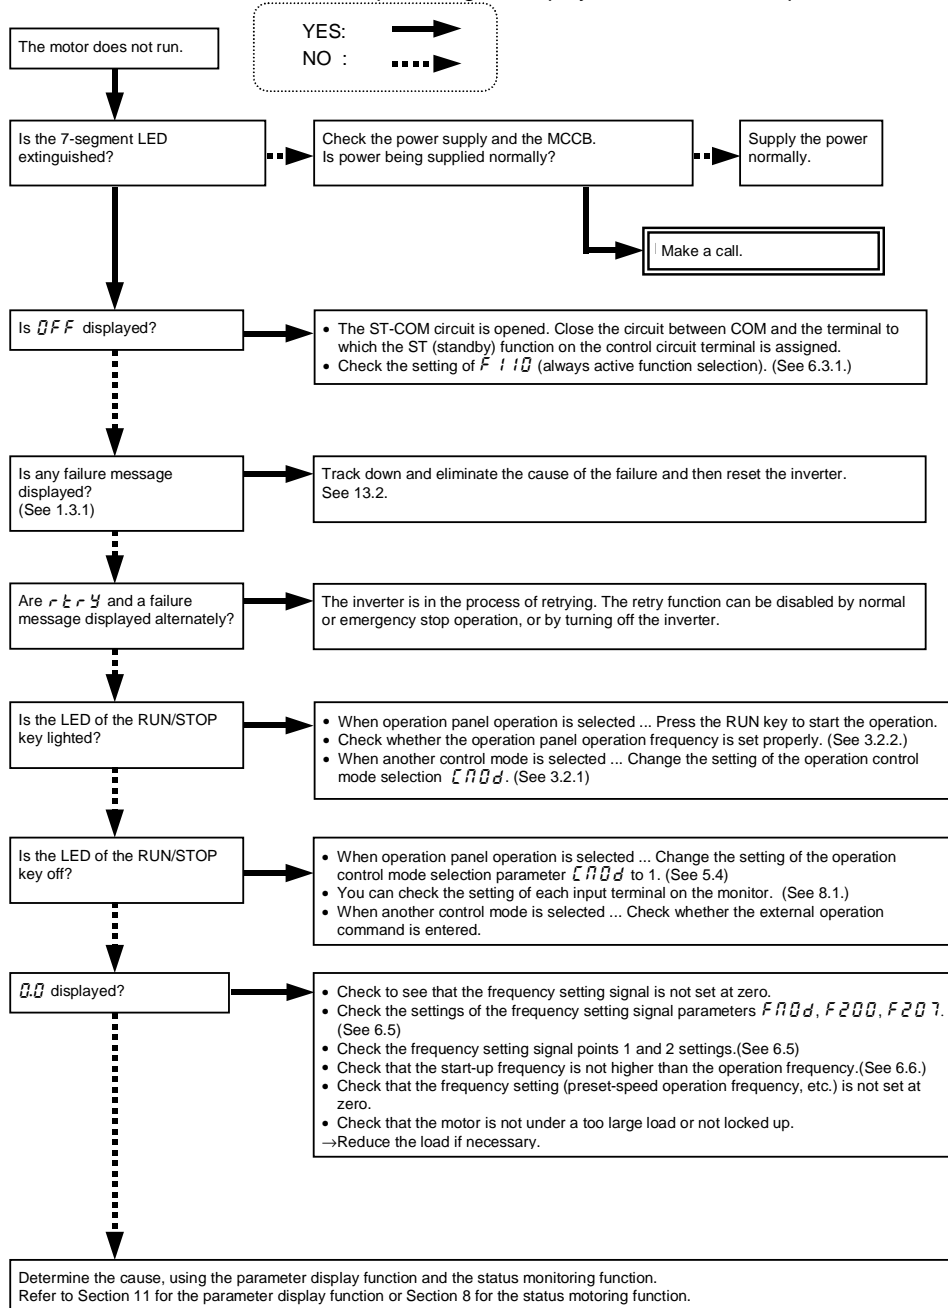 YES:
NO :
The motor does not run.
Is the 7-segment LED
extinguished?
Check the power supply and the MCCB.
Is power being supplied normally?
Supply the power
normally.
Make a call.
Is OFF displayed?
• The ST-COM circuit is opened. Close the circuit between COM and the terminal to
which the ST (standby) function on the control circuit terminal is assigned.
• Check the setting of F110 (always active function selection). (See 6.3.1.)
Is any failure message
displayed?
(See 1.3.1)
Track down and eliminate the cause of the failure and then reset the inverter.
See 13.2.
Are rtry and a failure
message displayed alternately?
The inverter is in the process of retrying. The retry function can be disabled by normal
or emergency stop operation, or by turning off the inverter.
Is the LED of the RUN/STOP
key lighted?
• When operation panel operation is selected ... Press the RUN key to start the operation.
• Check whether the operation panel operation frequency is set properly. (See 3.2.2.)
• When another control mode is selected ... Change the setting of the operation control
mode selection CMOd. (See 3.2.1)
Is the LED of the RUN/STOP
key off?
• When operation panel operation is selected ... Change the setting of the operation
control mode selection parameter CMOd to 1. (See 5.4)
• You can check the setting of each input terminal on the monitor. (See 8.1.)
• When another control mode is selected ... Check whether the external operation
command is entered.
0.0 displayed?
• Check to see that the frequency setting signal is not set at zero.
• Check the settings of the frequency setting signal parameters FMOd, F200, F207.
(See 6.5)
• Check the frequency setting signal points 1 and 2 settings.(See 6.5)
• Check that the start-up frequency is not higher than the operation frequency.(See 6.6.)
• Check that the frequency setting (preset-speed operation frequency, etc.) is not set at
zero.
• Check that the motor is not under a too large load or not locked up.
→Reduce the load if necessary.
Determine the cause, using the parameter display function and the status monitoring function.
Refer to Section 11 for the parameter display function or Section 8 for the status motoring function.